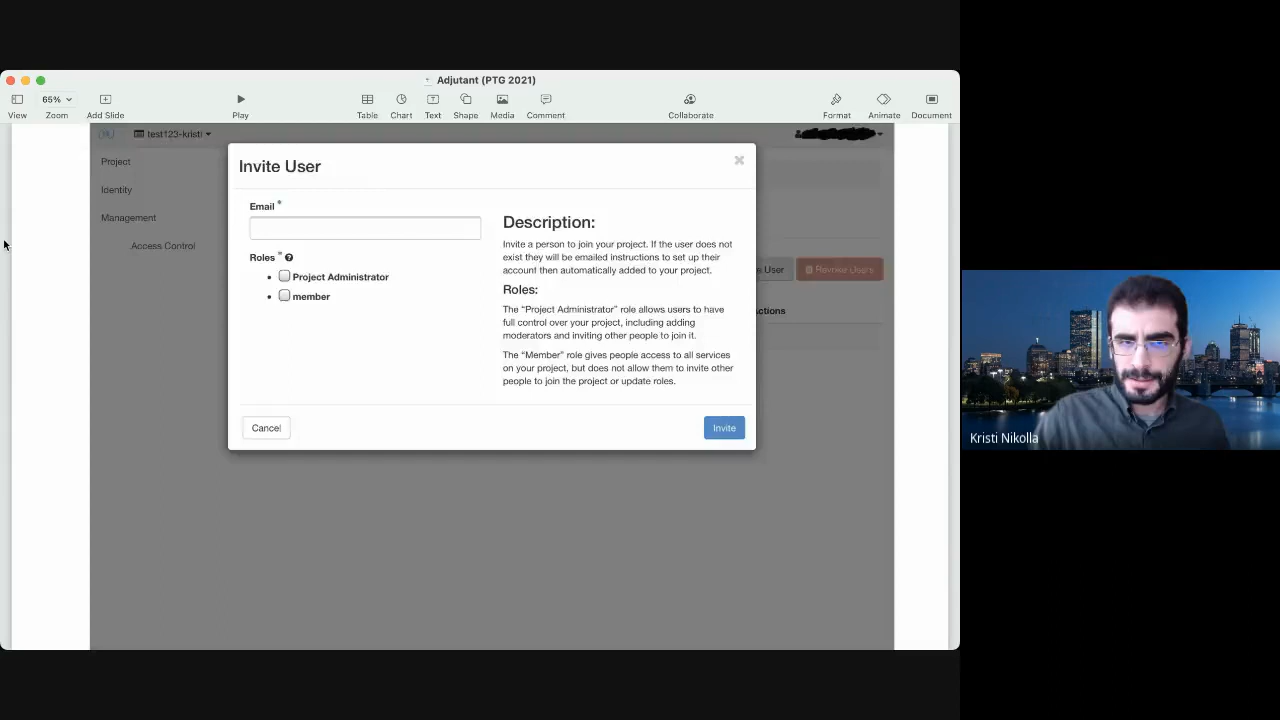 Adjutant (PTG 2021)
65%
View
Zoom
Add Slide
Play
Table
Chart
Text
Shape
Media
Comment
Collaborate
Format
Animate
Document
test123-kristi
Project
Identity
Management
Access Control
Invite User
Email *
Roles *
Project Administrator
member
Description:
Invite a person to join your project. If the user does not
exist they will be emailed instructions to set up their
account then automatically added to your project.
Roles:
The “Project Administrator” role allows users to have
full control over your project, including adding
moderators and inviting other people to join it.
The “Member” role gives people access to all services
on your project, but does not allow them to invite other
people to join the project or update roles.
Cancel
Invite
User
Revoke Users
Kristi Nikolla